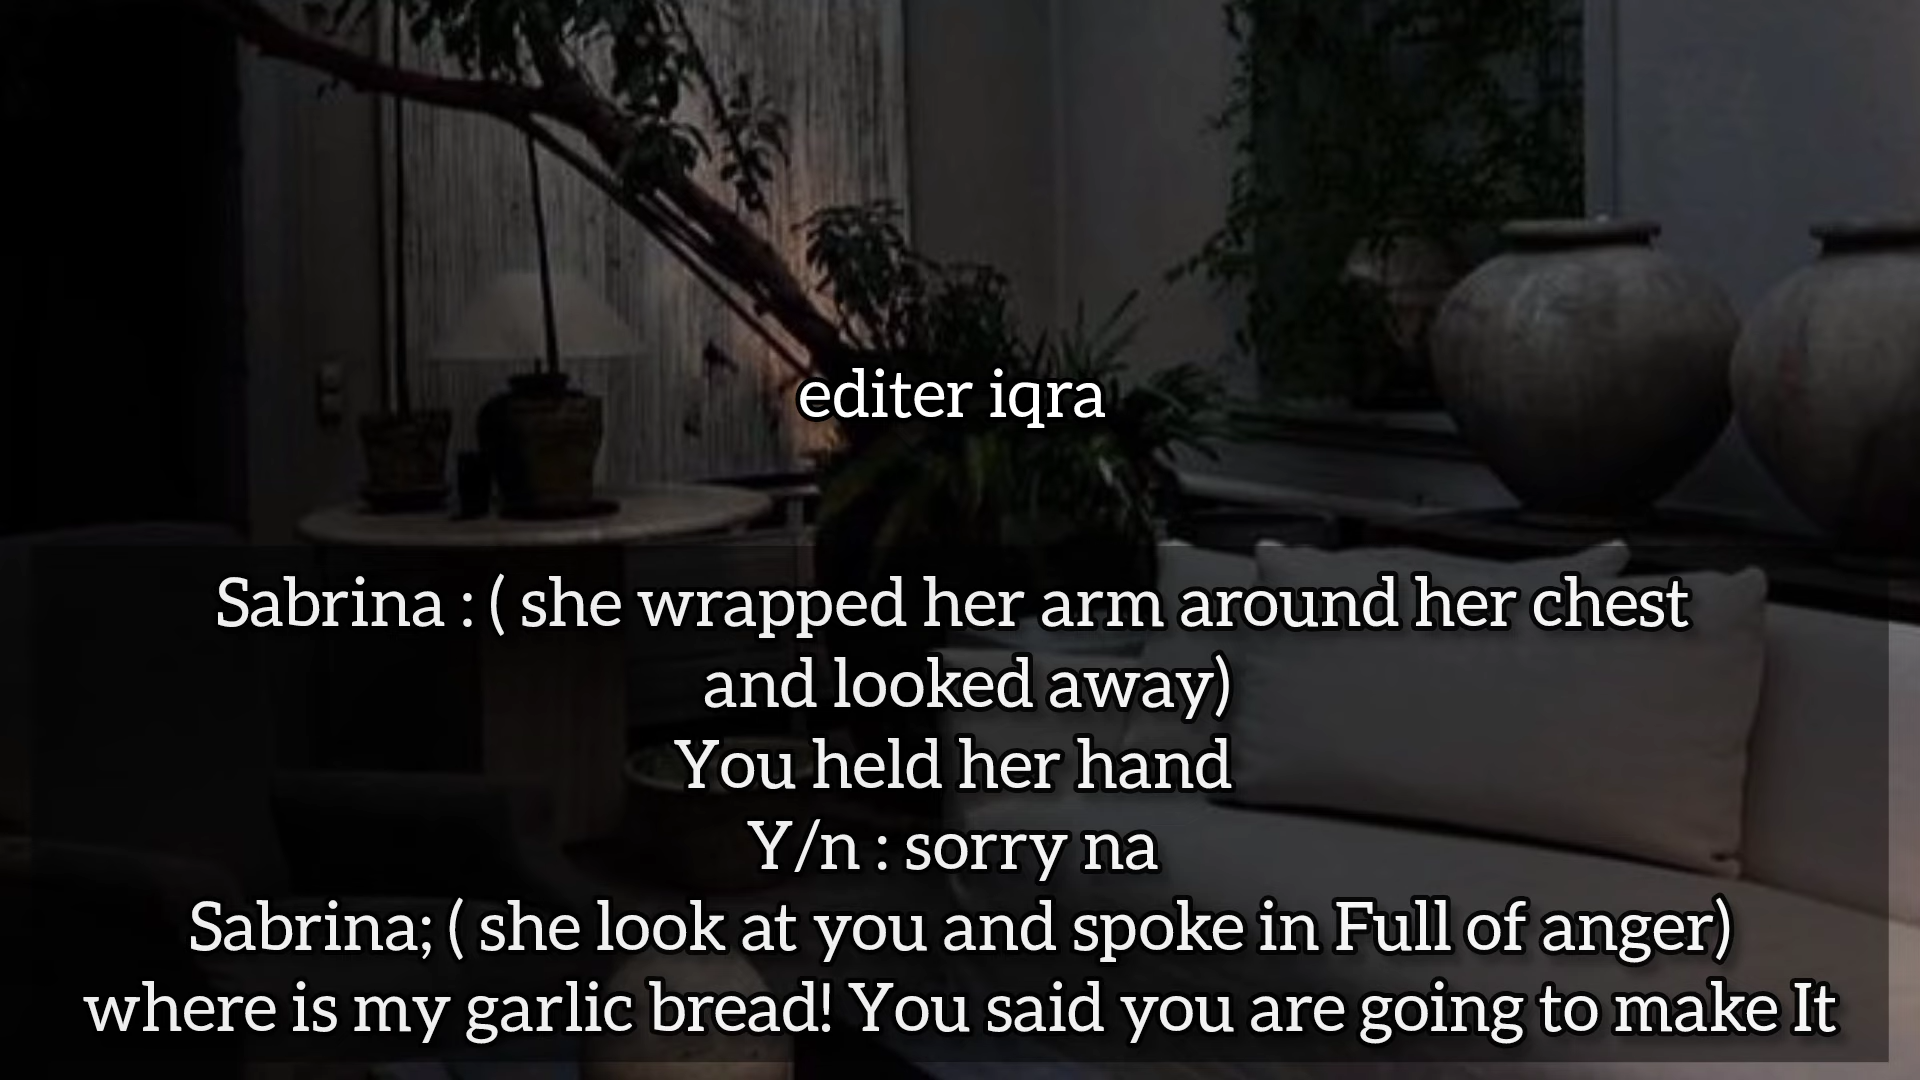 editer iqra
Sabrina : ( she wrapped her arm around her chest
and looked away)
You held her hand
Y/n : sorry na
Sabrina; ( she look at you and spoke in Full of anger)
where is my garlic bread! You said you are going to make It